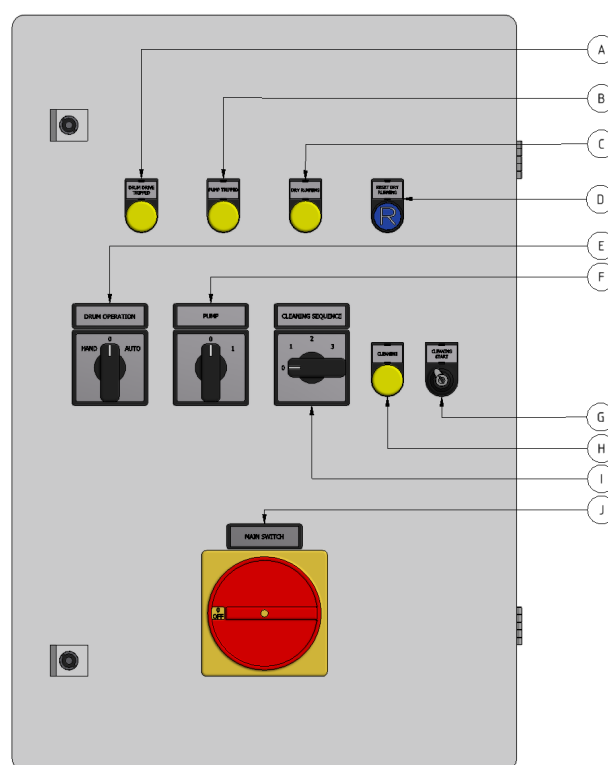 A
B
C
D
E
F
DRUM DRIVE
TRIPPED
PUMP TRIPPED
DRY RUNNING
RESET DRY
RUNNING
R
DRUM OPERATION
PUMP
CLEANING SEQUENCE
HAND 0 AUTO
0 1
0 1 2 3
CLEANING
CLEANING
START
G
H
I
J
MAIN SWITCH
0
OFF